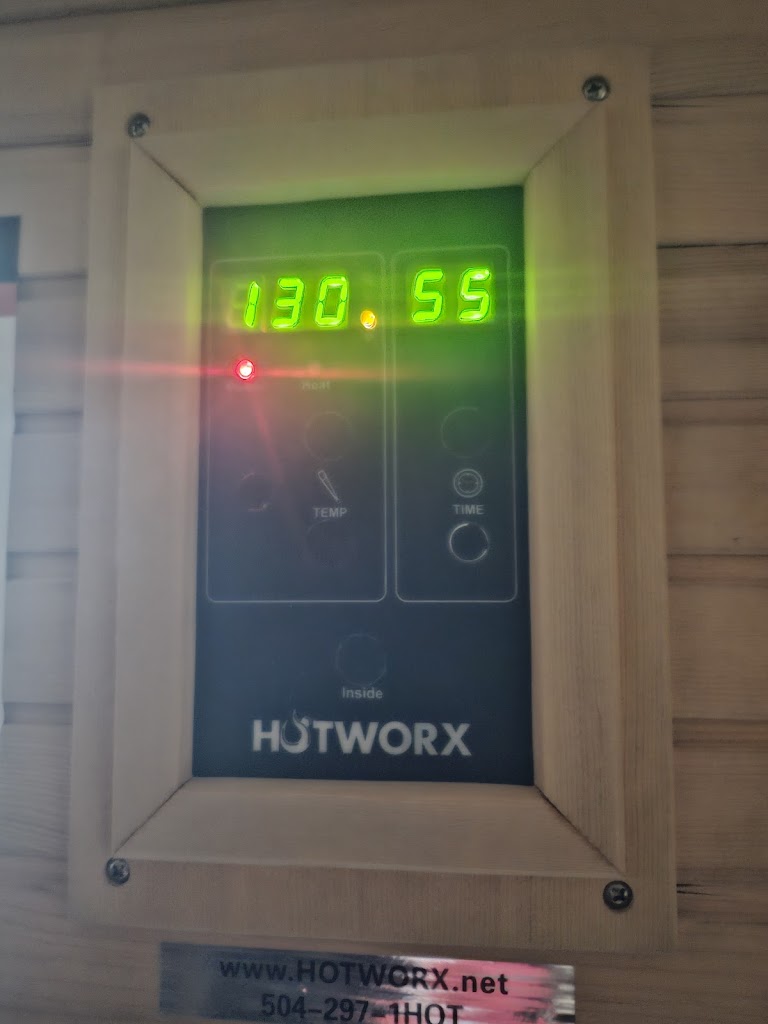 130. 55
Heat
TEMP TIME
Inside
HOTWORX
www.HOTWORX.net
504-297-1HOT